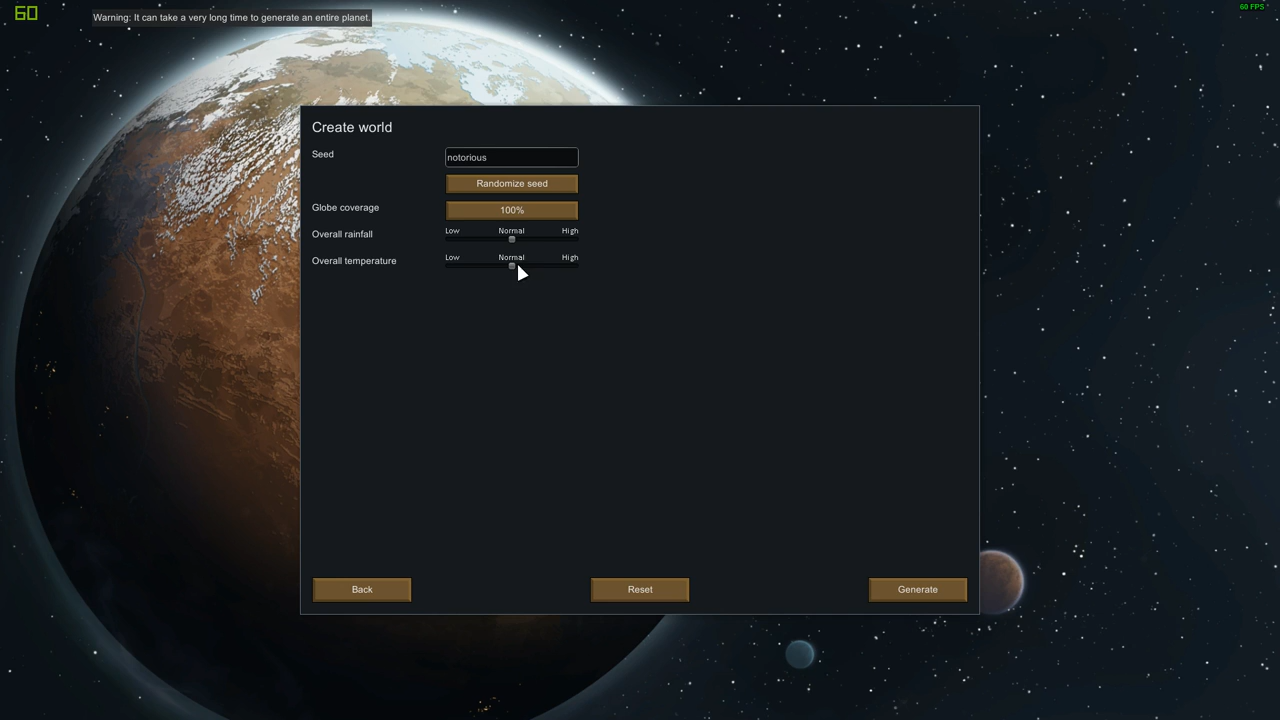 60
Warning: It can take a very long time to generate an entire planet.
60 FPS
Create world
Seed
notorious
Randomize seed
Globe coverage
100%
Overall rainfall
Low Normal High
Overall temperature
Low Normal High
Back
Reset
Generate